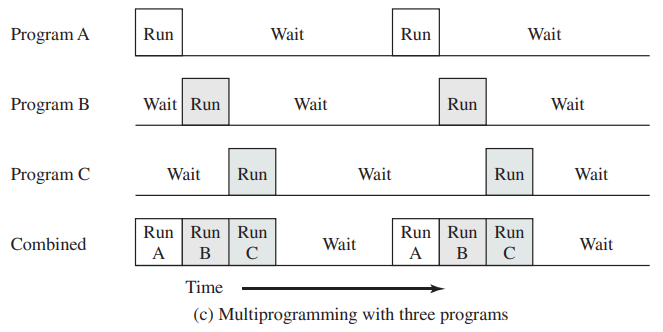 Program A Run Wait Run Wait
Program B Wait Run Wait Run Wait
Program C Wait Run Wait Run Wait
Combined Run A Run B Run C Wait Run A Run B Run C Wait
Time
(c) Multiprogramming with three programs